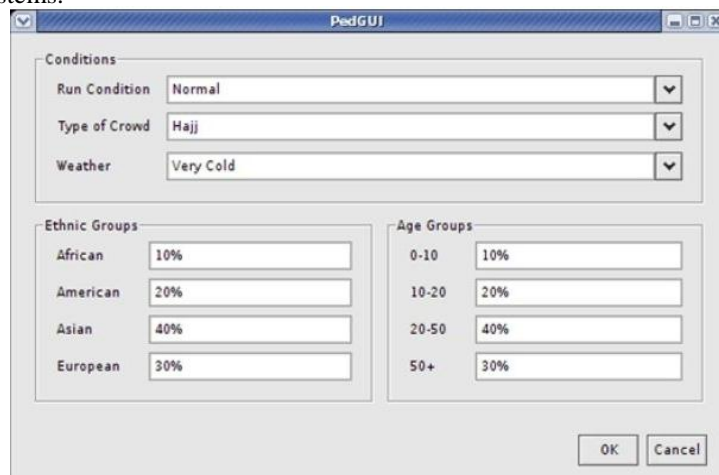 stems.
PedGUI
Conditions
Run Condition Normal
Type of Crowd Hajj
Weather Very Cold
Ethnic Groups
African 10%
American 20%
Asian 40%
European 30%
Age Groups
0-10 10%
10-20 20%
20-50 40%
50+ 30%
OK Cancel